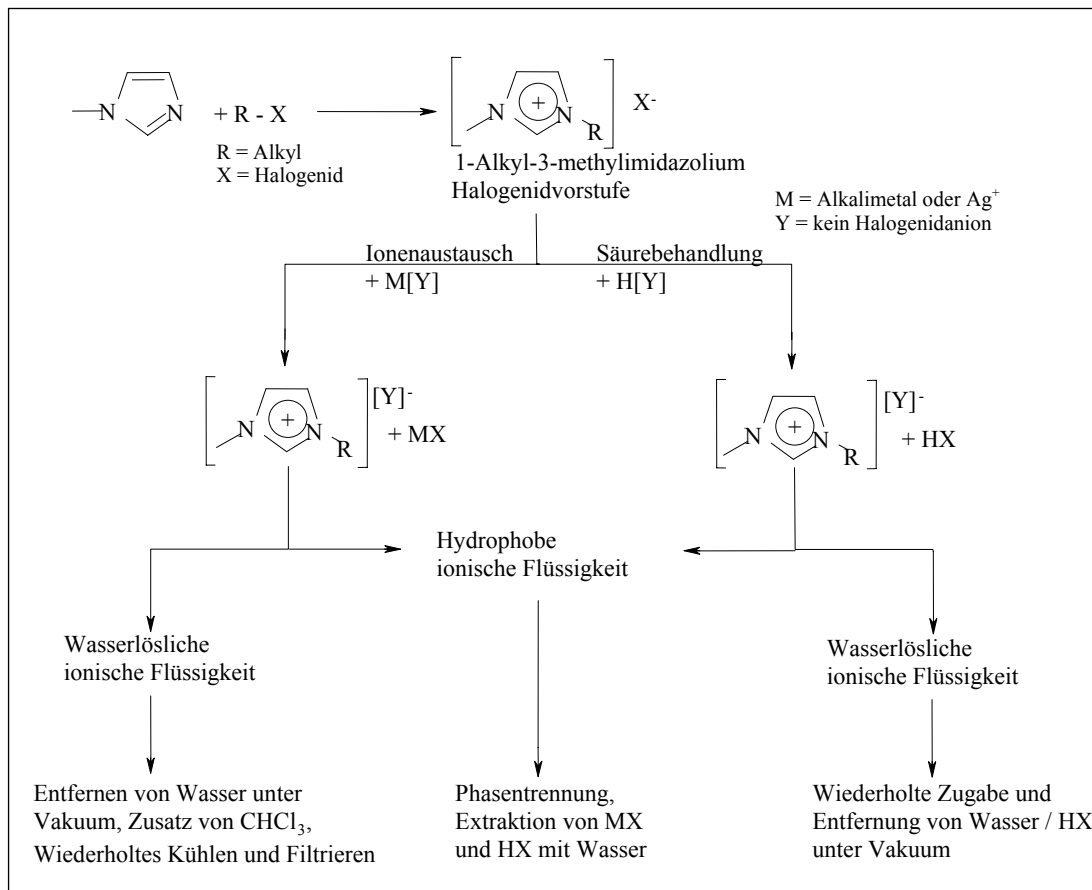 N
N
+ R - X
R = Alkyl
X = Halogenid
N
+
N
R
X-
1-Alkyl-3-methylimidazolium
Halogenidvorstufe
M = Alkalimetal oder Ag+
Y = kein Halogenidanion
Ionenaustausch
+ M[Y]
Säurebehandlung
+ H[Y]
N
+
N
R
[Y]-
+ MX
N
+
N
R
[Y]-
+ HX
Hydrophobe
ionische Flüssigkeit
Wasserlösliche
ionische Flüssigkeit
Wasserlösliche
ionische Flüssigkeit
Entfernen von Wasser unter
Vakuum, Zusatz von CHCl3,
Wiederholtes Kühlen und Filtrieren
Phasentrennung,
Extraktion von MX
und HX mit Wasser
Wiederholte Zugabe und
Entfernung von Wasser / HX
unter Vakuum